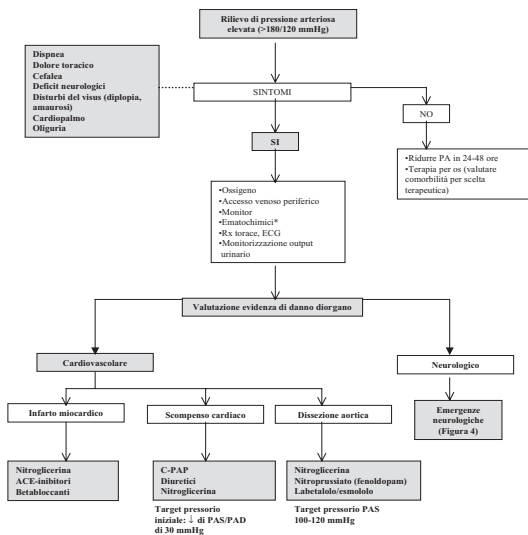 Rilievo di pressione arteriosa
elevata (>180/120 mmHg)
Dispnea
Dolore toracico
Cefalea
Deficit neurologici
Disturbi del visus (diplopia,
amaurosi)
Cardiopalmo
Oliguria
SINTOMI
NO
SI
•Ridurre PA in 24-48 ore
•Terapia per os (valutare
comorbilità per scelta
terapeutica)
•Ossigeno
•Accesso venoso periferico
•Monitor
•Ematochimici*
•Rx torace, ECG
•Monitorizzazione output
urinario
Valutazione evidenza di danno diorgano
Cardiovascolare
Neurologico
Infarto miocardico
Scompenso cardiaco
Dissezione aortica
Emergenze
neurologiche
(Figura 4)
Nitroglicerina
ACE-inibitori
Betabloccanti
C-PAP
Diuretici
Nitroglicerina
Nitroglicerina
Nitroprussiato (fenoldopam)
Labetalolo/esmololo
Target pressorio
iniziale: ↓ di PAS/PAD
di 30 mmHg
Target pressorio PAS
100-120 mmHg